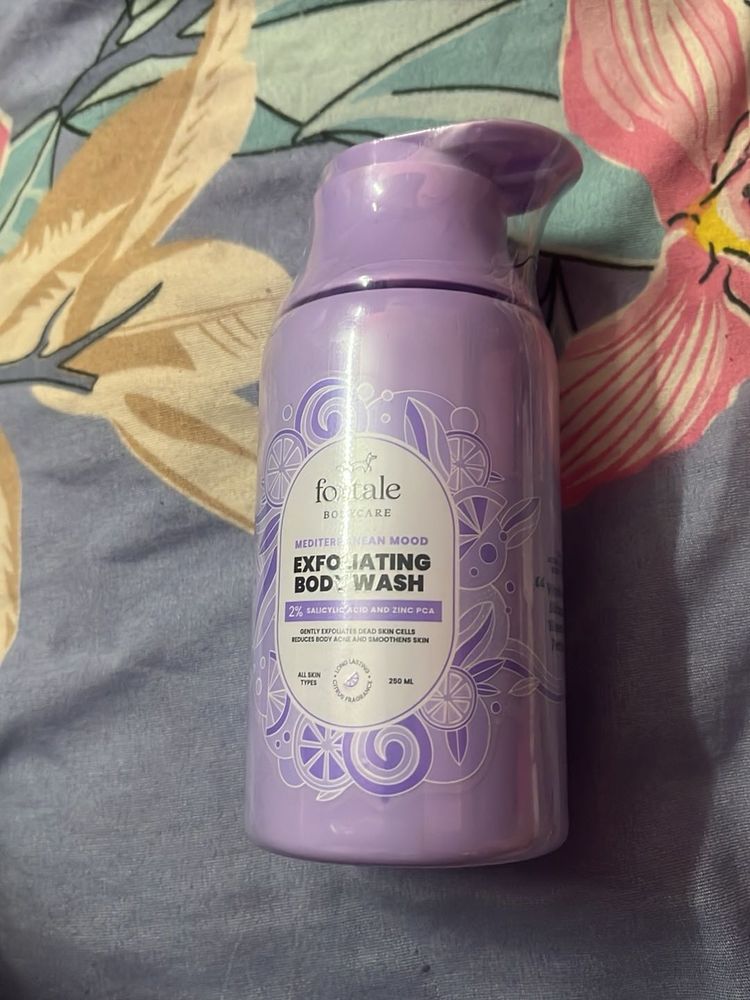 foxtale
BODYCARE
MEDITERRANEAN MOOD
EXFOLIATING
BODY WASH
2% SALICYLIC ACID AND ZINC PCA
GENTLY EXFOLIATES DEAD SKIN CELLS
REDUCES BODY ACNE AND SMOOTHENS SKIN
ALL SKIN
TYPES
LONG LASTING
CITRUS FRAGRANCE
250 ML